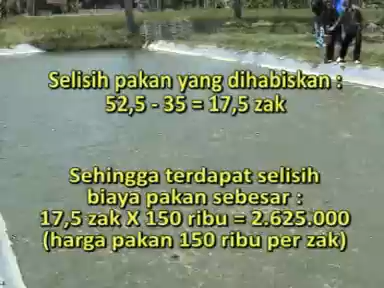 Selisih pakan yang dihabiskan :
52,5 - 35 = 17,5 zak
Sehingga terdapat selisih
biaya pakan sebesar :
17,5 zak X 150 ribu = 2.625.000
(harga pakan 150 ribu per zak)